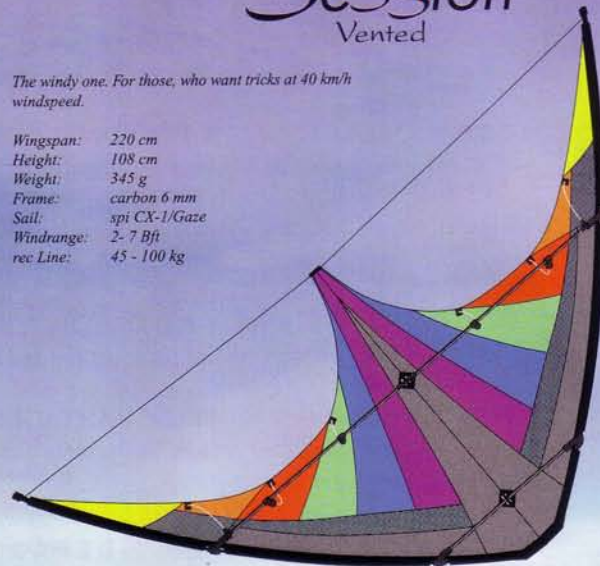 Session
Vented
The windy one. For those, who want tricks at 40 km/h
windspeed.
Wingspan: 220 cm
Height: 108 cm
Weight: 345 g
Frame: carbon 6 mm
Sail: spi CX-1/Gaze
Windrange: 2- 7 Bft
rec Line: 45 - 100 kg